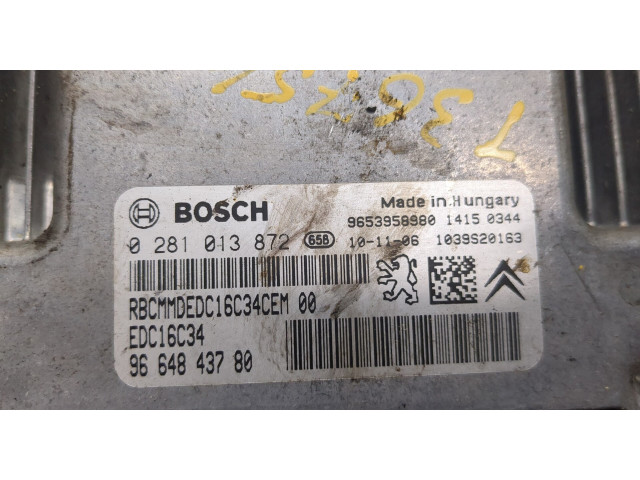 BOSCH
Made in Hungary
9653958980 1415 0344
0 281 013 872 658 10-11-06 1039S20163
RBCMMDEDC16C34CEM 00
EDC16C34
96 648 437 80